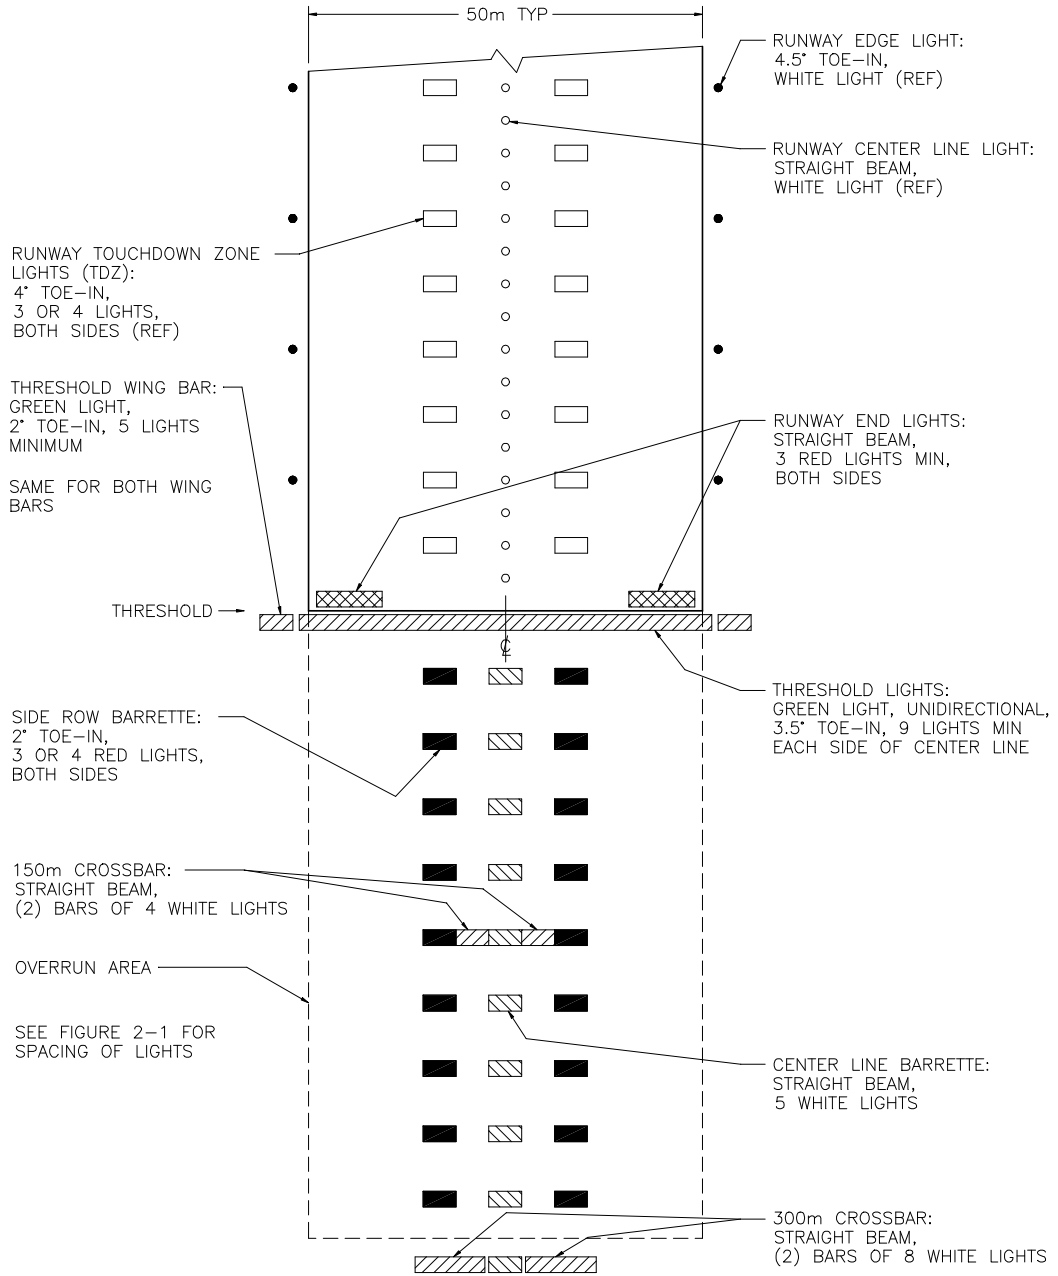 50m TYP
RUNWAY EDGE LIGHT:
4.5° TOE-IN,
WHITE LIGHT (REF)
RUNWAY CENTER LINE LIGHT:
STRAIGHT BEAM,
WHITE LIGHT (REF)
RUNWAY TOUCHDOWN ZONE
LIGHTS (TDZ):
4° TOE-IN,
3 OR 4 LIGHTS,
BOTH SIDES (REF)
THRESHOLD WING BAR:
GREEN LIGHT,
2° TOE-IN, 5 LIGHTS
MINIMUM
SAME FOR BOTH WING
BARS
RUNWAY END LIGHTS:
STRAIGHT BEAM,
3 RED LIGHTS MIN,
BOTH SIDES
THRESHOLD
℄
THRESHOLD LIGHTS:
GREEN LIGHT, UNIDIRECTIONAL,
3.5° TOE-IN, 9 LIGHTS MIN
EACH SIDE OF CENTER LINE
SIDE ROW BARRETTE:
2° TOE-IN,
3 OR 4 RED LIGHTS,
BOTH SIDES
150m CROSSBAR:
STRAIGHT BEAM,
(2) BARS OF 4 WHITE LIGHTS
OVERRUN AREA
SEE FIGURE 2-1 FOR
SPACING OF LIGHTS
CENTER LINE BARRETTE:
STRAIGHT BEAM,
5 WHITE LIGHTS
300m CROSSBAR:
STRAIGHT BEAM,
(2) BARS OF 8 WHITE LIGHTS